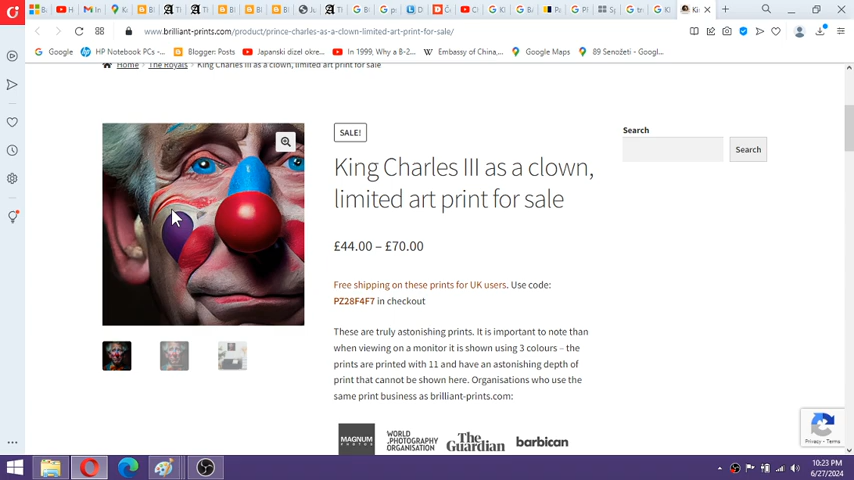 www.brilliant-prints.com/product/prince-charles-as-a-clown-limited-art-print-for-sale/
Google
HP Notebook PCs -...
Blogger: Posts
Japanski dizel okre...
In 1999, Why a B-2...
Embassy of China,...
Google Maps
89 Senožeti - Goog...
Home
The Royals
King Charles III as a clown, limited art print for sale
SALE!
King Charles III as a clown,
limited art print for sale
£44.00 – £70.00
Free shipping on these prints for UK users. Use code:
PZ28F4F7 in checkout
These are truly astonishing prints. It is important to note than
when viewing on a monitor it is shown using 3 colours – the
prints are printed with 11 and have an astonishing depth of
print that cannot be shown here. Organisations who use the
same print business as brilliant-prints.com:
MAGNUM
PHOTOS
WORLD
PHOTOGRAPHY
ORGANISATION
The
Guardian
barbican
Search
Search
Privacy - Terms
10:23 PM
6/27/2024